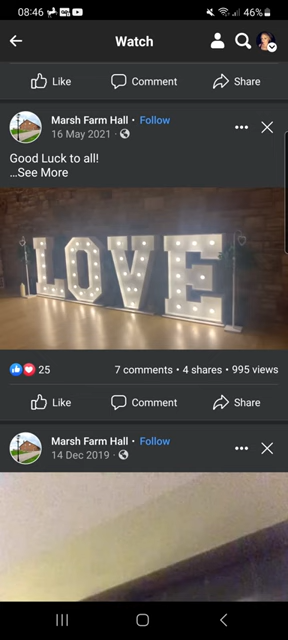 08:46 46%
Watch
Like Comment Share
Marsh Farm Hall • Follow
16 May 2021 •
Good Luck to all!
...See More
LOVE
25 7 comments • 4 shares • 995 views
Like Comment Share
Marsh Farm Hall • Follow
14 Dec 2019 •